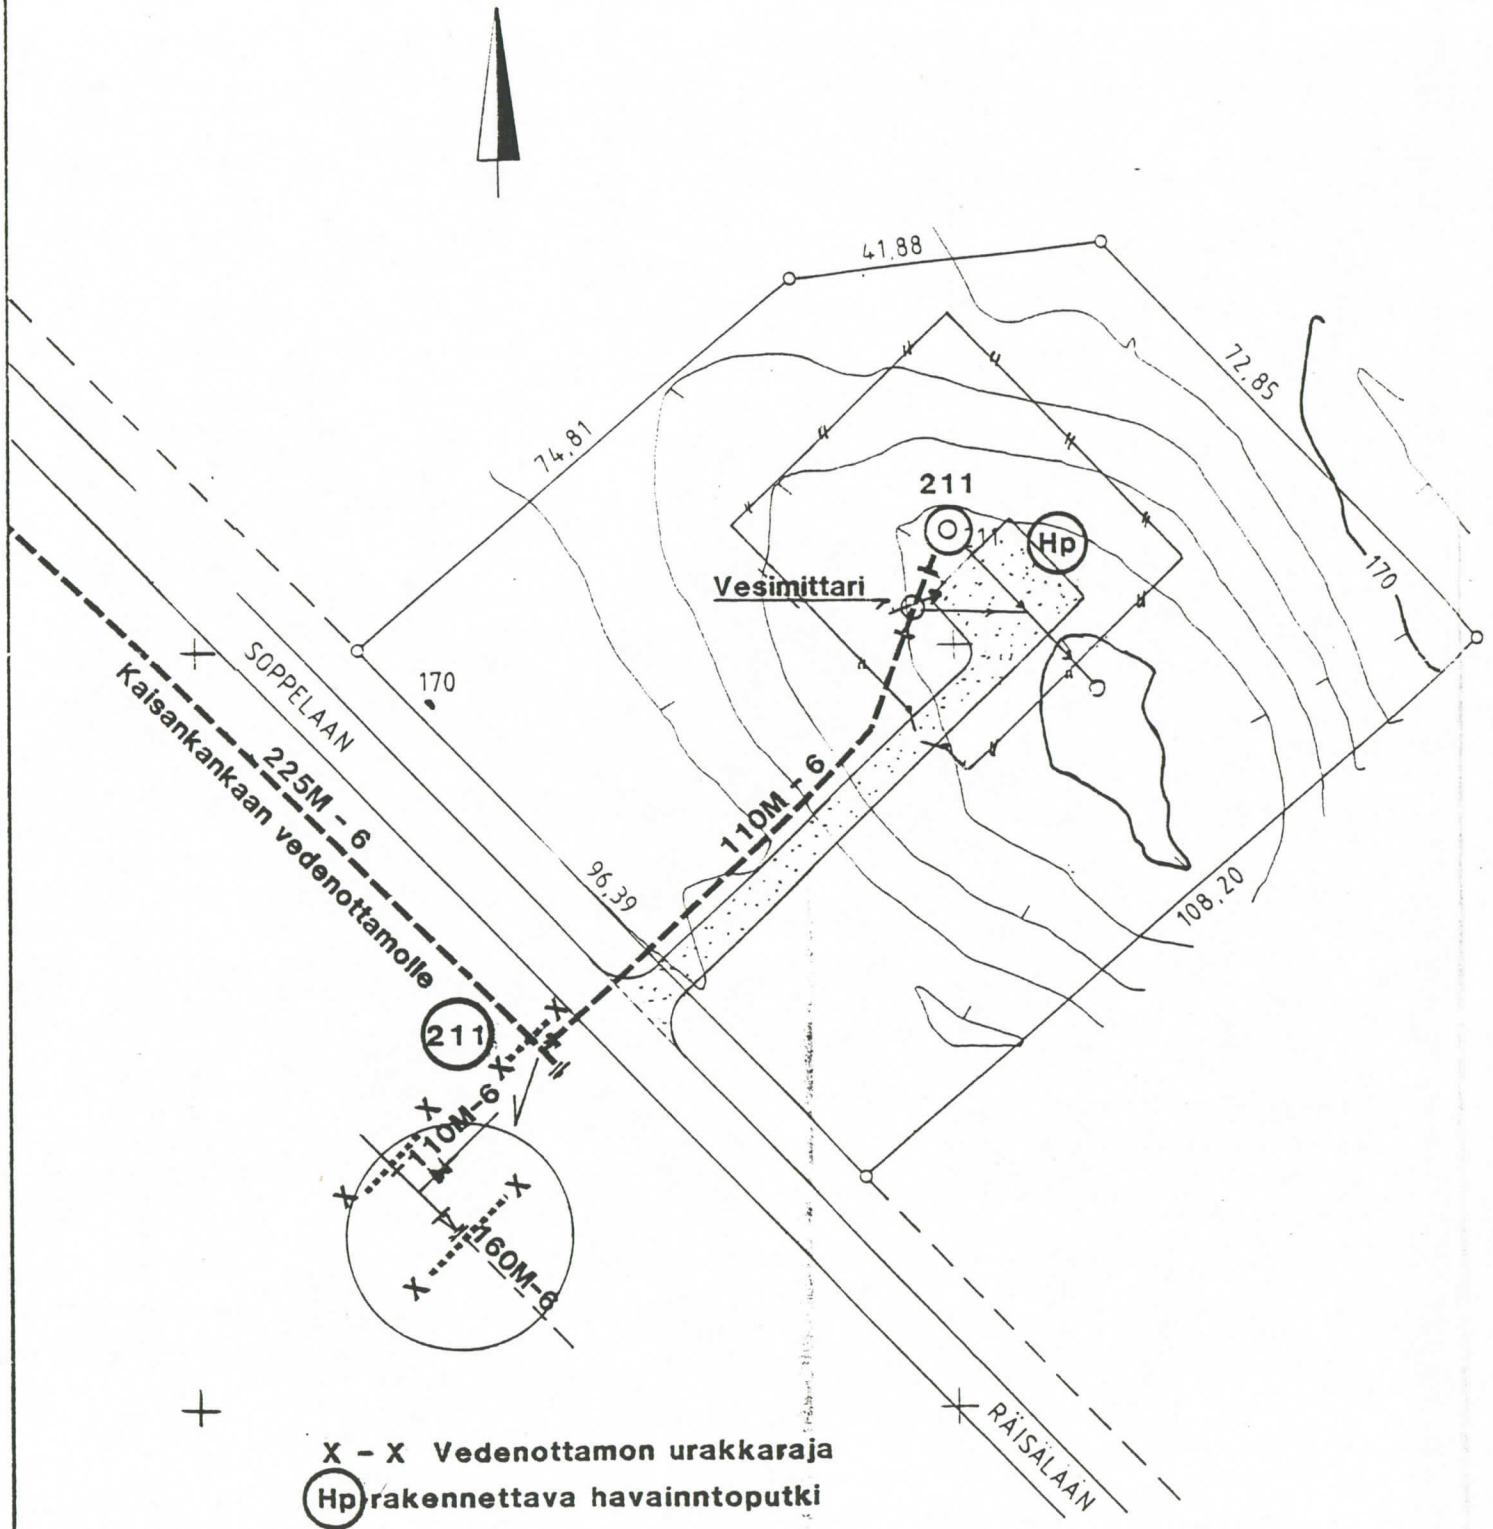 41,88
72,85
74,81
211
211
Hp
170
Vesimittari
SOPPELAAN
170
Kaisankankaan vedenottamolle
225M - 6
110M - 6
96,39
108,20
211
X
X
X
110M-6
X
X
160M-6
X
RÄISÄLÄÄN
X - X Vedenottamon urakkaraja
Hp rakennettava havainntoputki